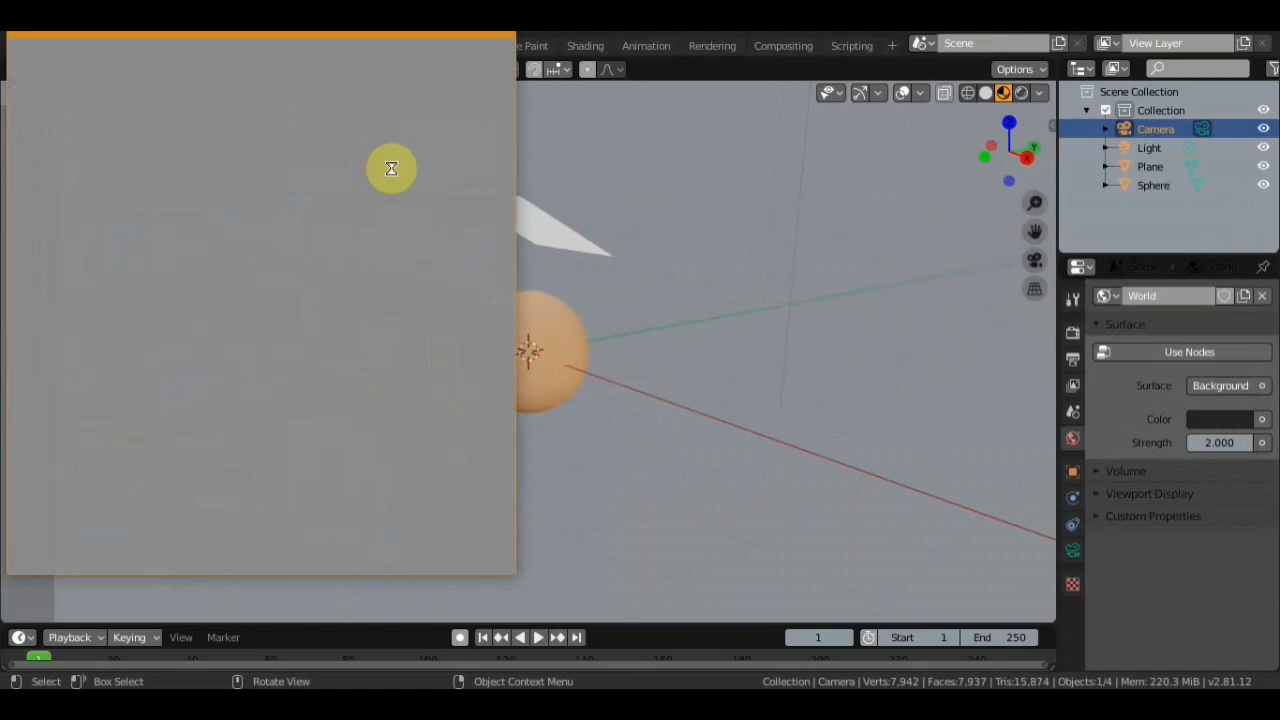 e Paint Shading Animation Rendering Compositing Scripting + Scene View Layer
Options
Scene Collection
Collection
Camera
Light
Plane
Sphere
Z
Y
X
World
Surface
Use Nodes
Surface Background
Color
Strength 2.000
Volume
Viewport Display
Custom Properties
Playback Keying View Marker 1 Start 1 End 250
1
Select Box Select Rotate View Object Context Menu Collection | Camera | Verts:7,942 | Faces:7,937 | Tris:15,874 | Objects:1/4 | Mem: 220.3 MiB | v2.81.12